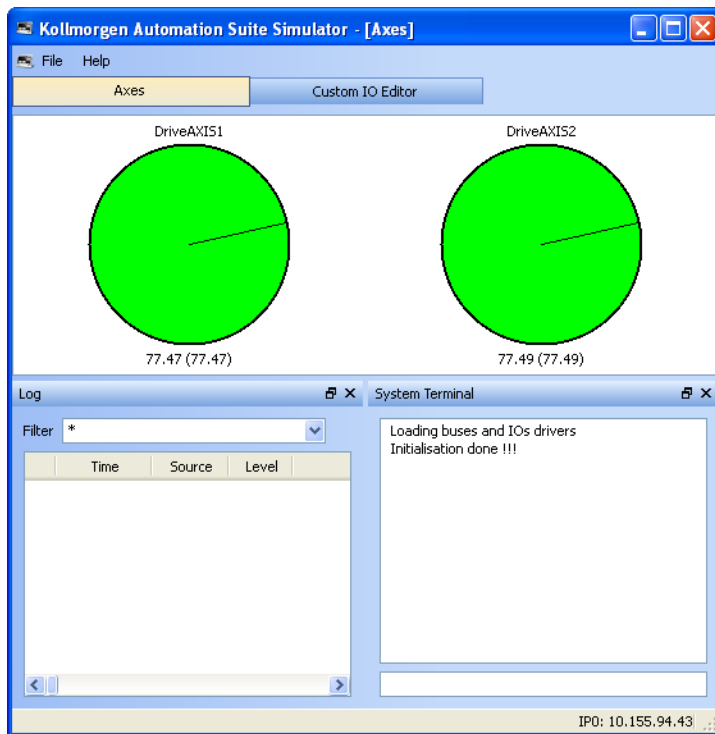 Kollmorgen Automation Suite Simulator - [Axes]
File Help
Axes Custom IO Editor
DriveAXIS1 DriveAXIS2
77.47 (77.47) 77.49 (77.49)
Log
Filter *
Time Source Level
System Terminal
Loading buses and IOs drivers
Initialisation done !!!
IP0: 10.155.94.43